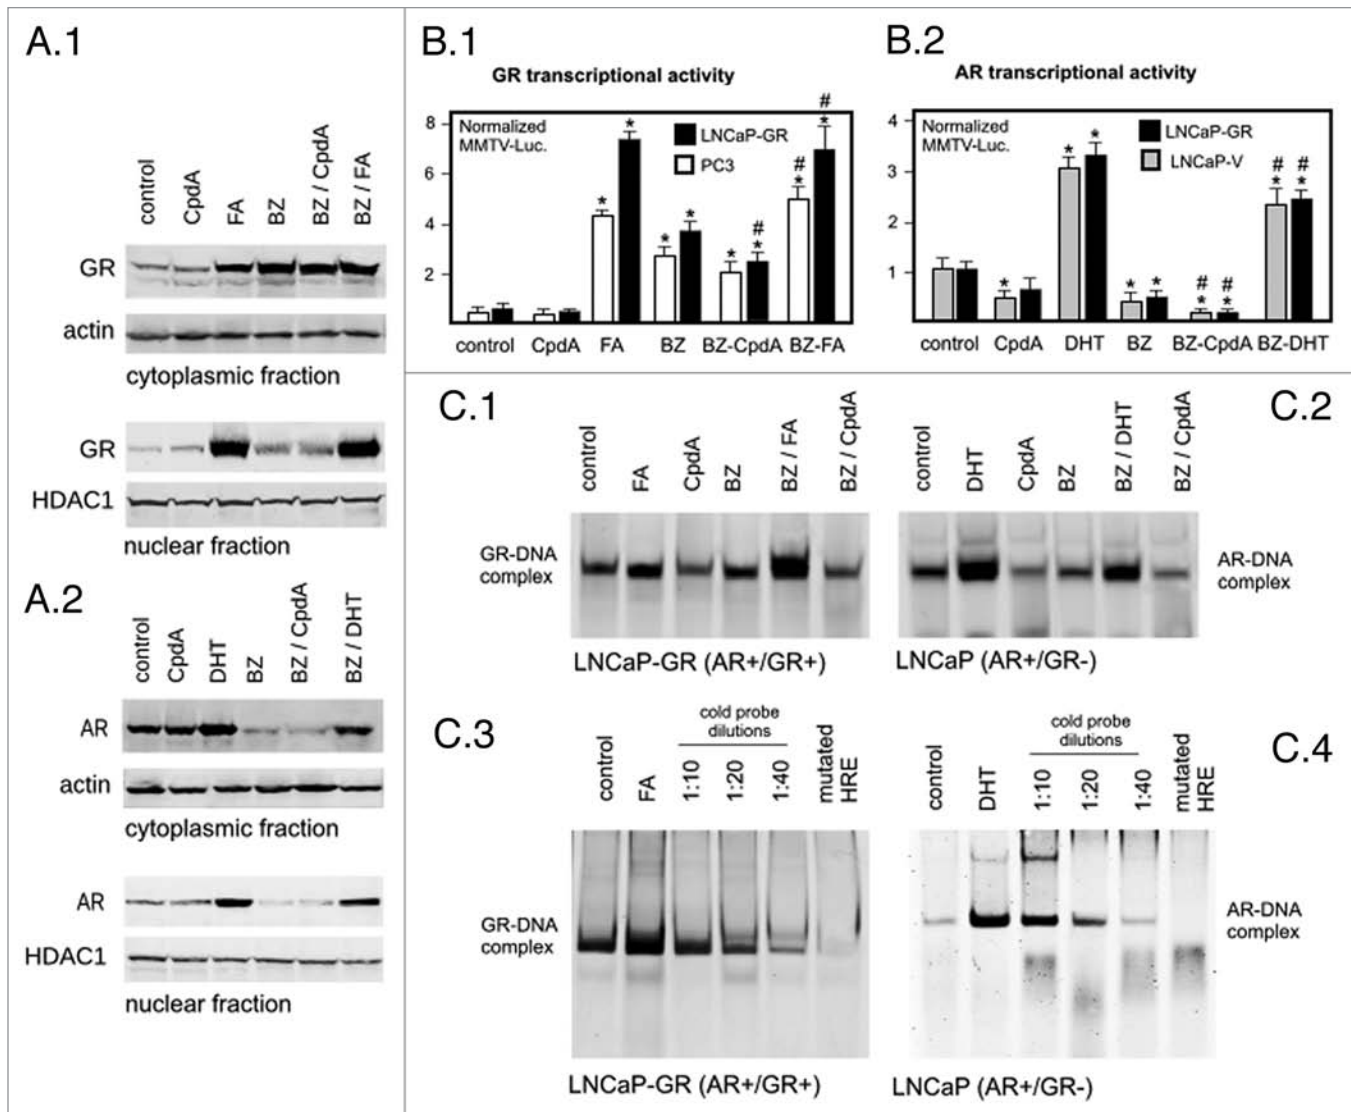 A.1
control
CpdA
FA
BZ
BZ / CpdA
BZ / FA
GR
actin
cytoplasmic fraction
GR
HDAC1
nuclear fraction
A.2
control
CpdA
DHT
BZ
BZ / CpdA
BZ / DHT
AR
actin
cytoplasmic fraction
AR
HDAC1
nuclear fraction
B.1
GR transcriptional activity
Normalized
MMTV-Luc.
LNCaP-GR
PC3
8
6
4
2
* * * * * # * # * # *
control CpdA FA BZ BZ-CpdA BZ-FA
B.2
AR transcriptional activity
Normalized
MMTV-Luc.
LNCaP-GR
LNCaP-V
4
3
2
1
* * * * * # * # * # * # *
control CpdA DHT BZ BZ-CpdA BZ-DHT
C.1
control
FA
CpdA
BZ
BZ / FA
BZ / CpdA
GR-DNA
complex
LNCaP-GR (AR+/GR+)
C.2
control
DHT
CpdA
BZ
BZ / DHT
BZ / CpdA
AR-DNA
complex
LNCaP (AR+/GR-)
C.3
control
FA
cold probe
dilutions
1:10
1:20
1:40
mutated
HRE
GR-DNA
complex
LNCaP-GR (AR+/GR+)
C.4
control
DHT
cold probe
dilutions
1:10
1:20
1:40
mutated
HRE
AR-DNA
complex
LNCaP (AR+/GR-)